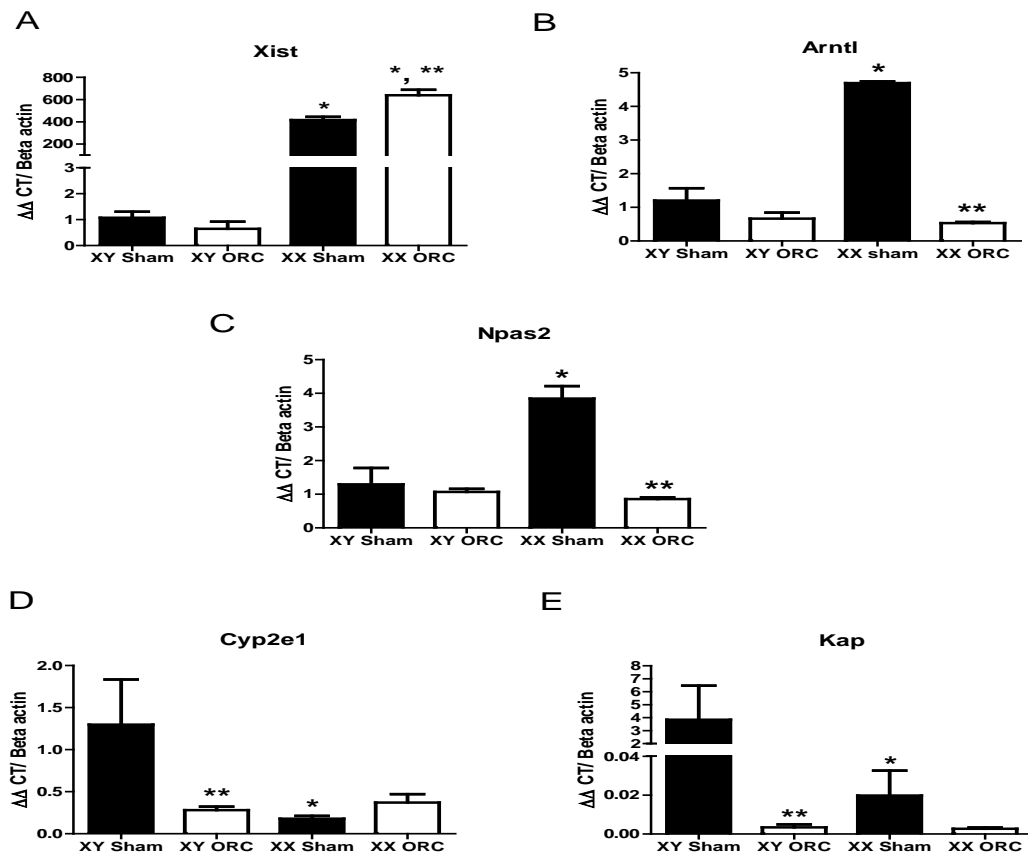 A
Xist
*, **
*
800
600
400
200
3
2
1
0
ΔΔ CT/ Beta actin
XY Sham XY ORC XX Sham XX ORC
B
Arntl
*
**
5
4
3
2
1
0
ΔΔ CT/ Beta actin
XY Sham XY ORC XX sham XX ORC
C
Npas2
*
**
5
4
3
2
1
0
ΔΔ CT/ Beta actin
XY Sham XY ORC XX Sham XX ORC
D
Cyp2e1
**
*
2.0
1.5
1.0
0.5
0.0
ΔΔ CT/ Beta actin
XY Sham XY ORC XX Sham XX ORC
E
Kap
*
**
8
7
6
5
4
3
2
0.04
0.02
0.00
ΔΔ CT/ Beta actin
XY Sham XY ORC XX Sham XX ORC